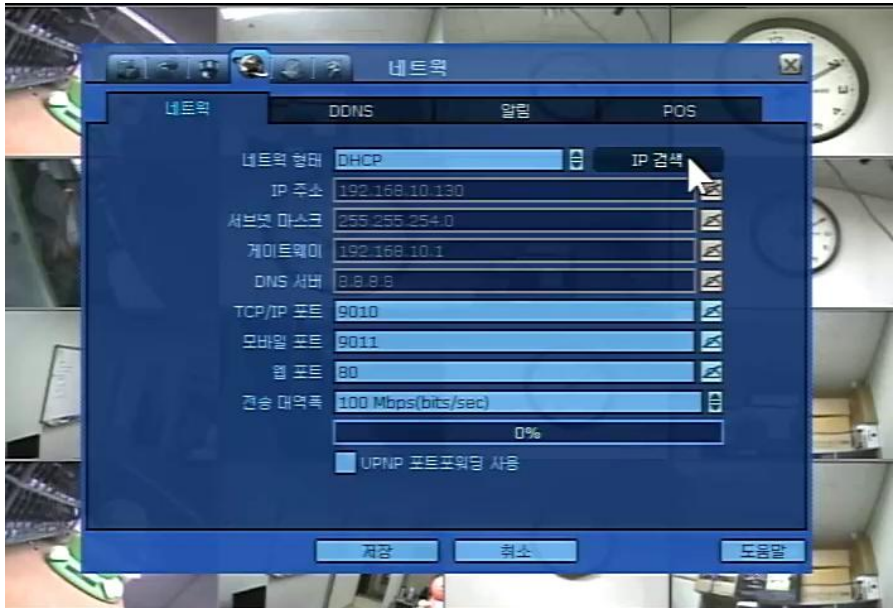 네트웍
네트웍 DDNS 알림 POS
네트웍 형태 DHCP IP 검색
IP 주소 192.168.10.130
서브넷 마스크 255.255.254.0
게이트웨이 192.168.10.1
DNS 서버 8.8.8.8
TCP/IP 포트 9010
모바일 포트 9011
웹 포트 80
전송 대역폭 100 Mbps(bits/sec)
0%
UPNP 포트포워딩 사용
저장 취소 도움말